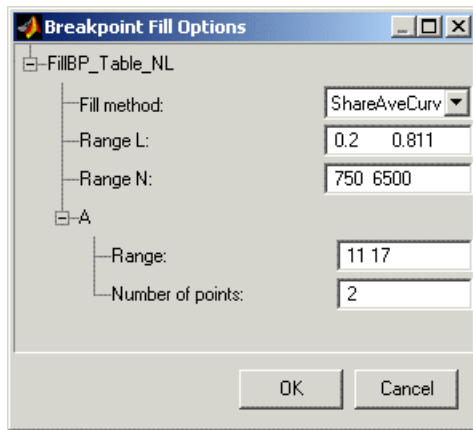 Breakpoint Fill Options
FillBP_Table_NL
Fill method: ShareAveCurv
Range L: 0.2 0.811
Range N: 750 6500
A
Range: 11 17
Number of points: 2
OK Cancel